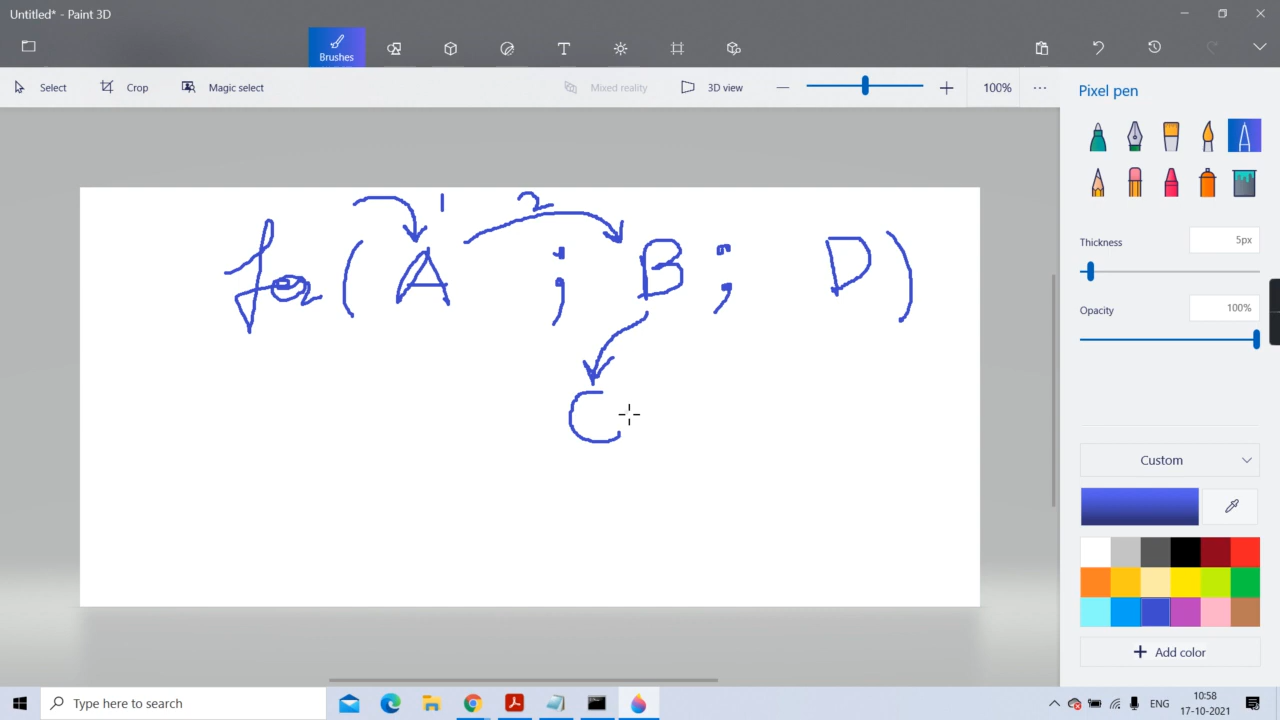 Untitled* - Paint 3D
Brushes
Select Crop Magic select Mixed reality 3D view 100%
Pixel pen
1 2
for ( A ; B ; D )
C
Thickness 5px
Opacity 100%
Custom
Add color
Type here to search
ENG 10:58
17-10-2021